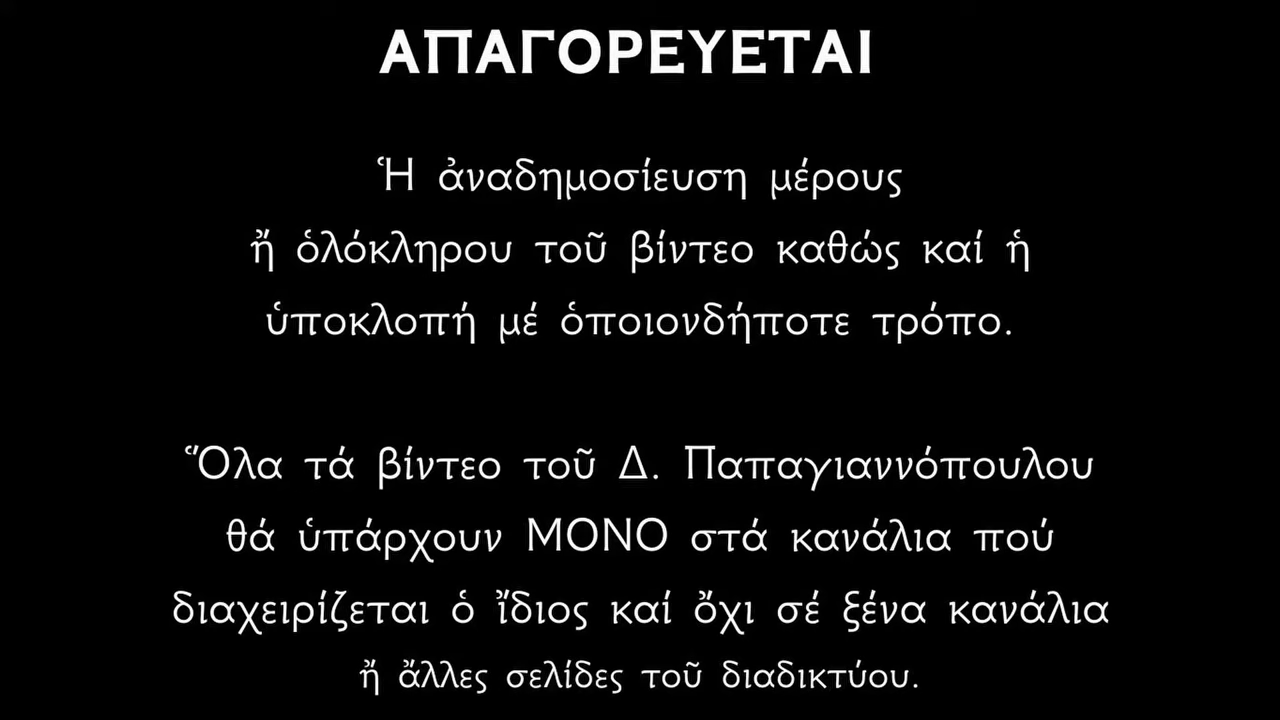 ΑΠΑΓΟΡΕΥΕΤΑΙ
Ἡ ἀναδημοσίευση μέρους
ἤ ὁλόκληρου τοῦ βίντεο καθώς καί ἡ
ὑποκλοπή μέ ὁποιονδήποτε τρόπο.
Ὅλα τά βίντεο τοῦ Δ. Παπαγιαννόπουλου
θά ὑπάρχουν ΜΟΝΟ στά κανάλια πού
διαχειρίζεται ὁ ἴδιος καί ὄχι σέ ξένα κανάλια
ἤ ἄλλες σελίδες τοῦ διαδικτύου.